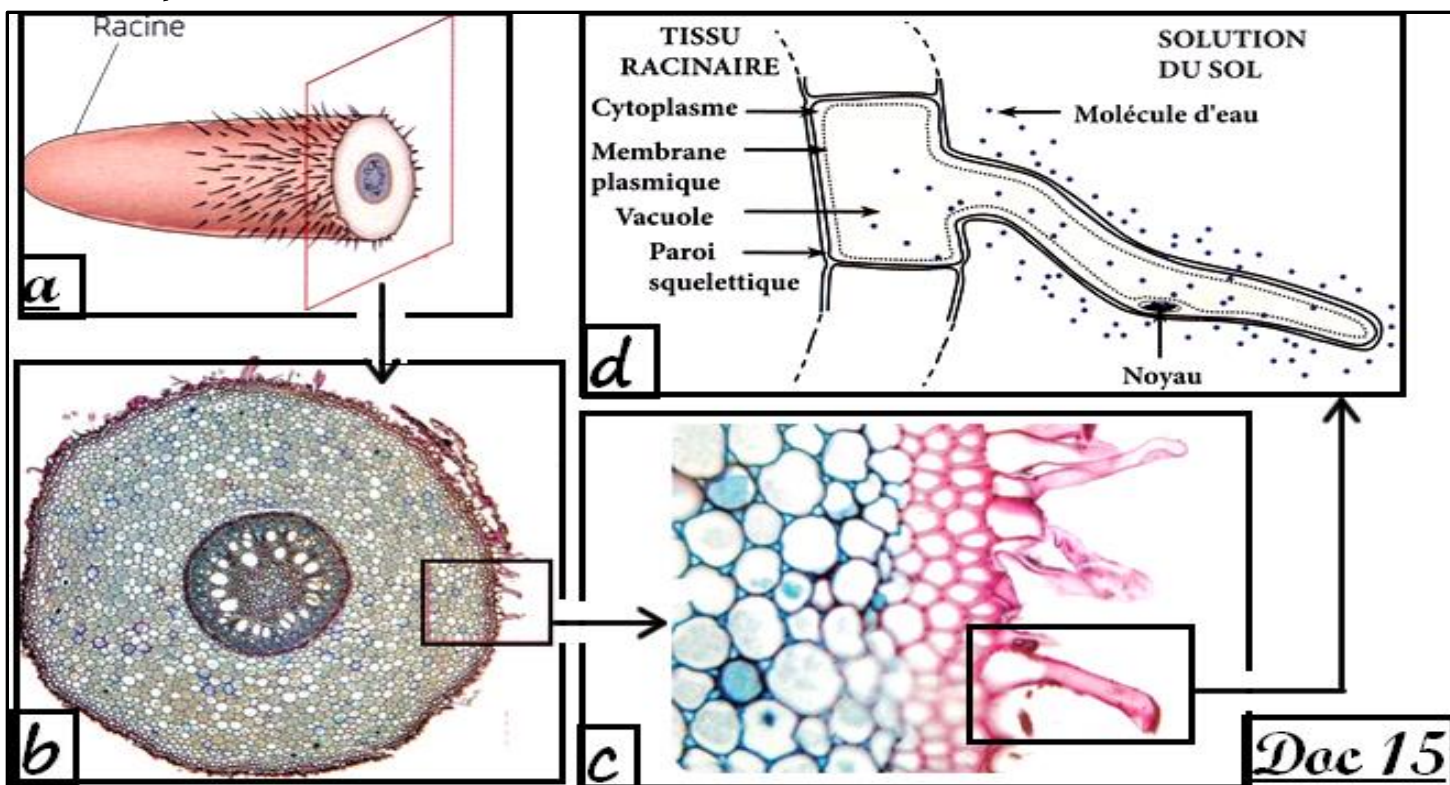 Racine
a
b
c
TISSU
RACINAIRE
SOLUTION
DU SOL
Cytoplasme
Molécule d'eau
Membrane
plasmique
Vacuole
Paroi
squelettique
Noyau
d
Doc 15